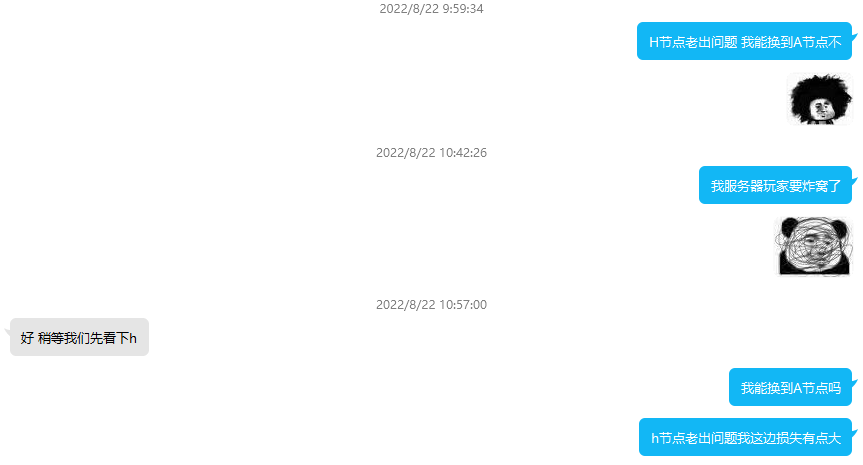 2022/8/22 9:59:34
H节点老出问题 我能换到A节点不
2022/8/22 10:42:26
我服务器玩家要炸窝了
2022/8/22 10:57:00
好 稍等我们先看下h
我能换到A节点吗
h节点老出问题我这边损失有点大